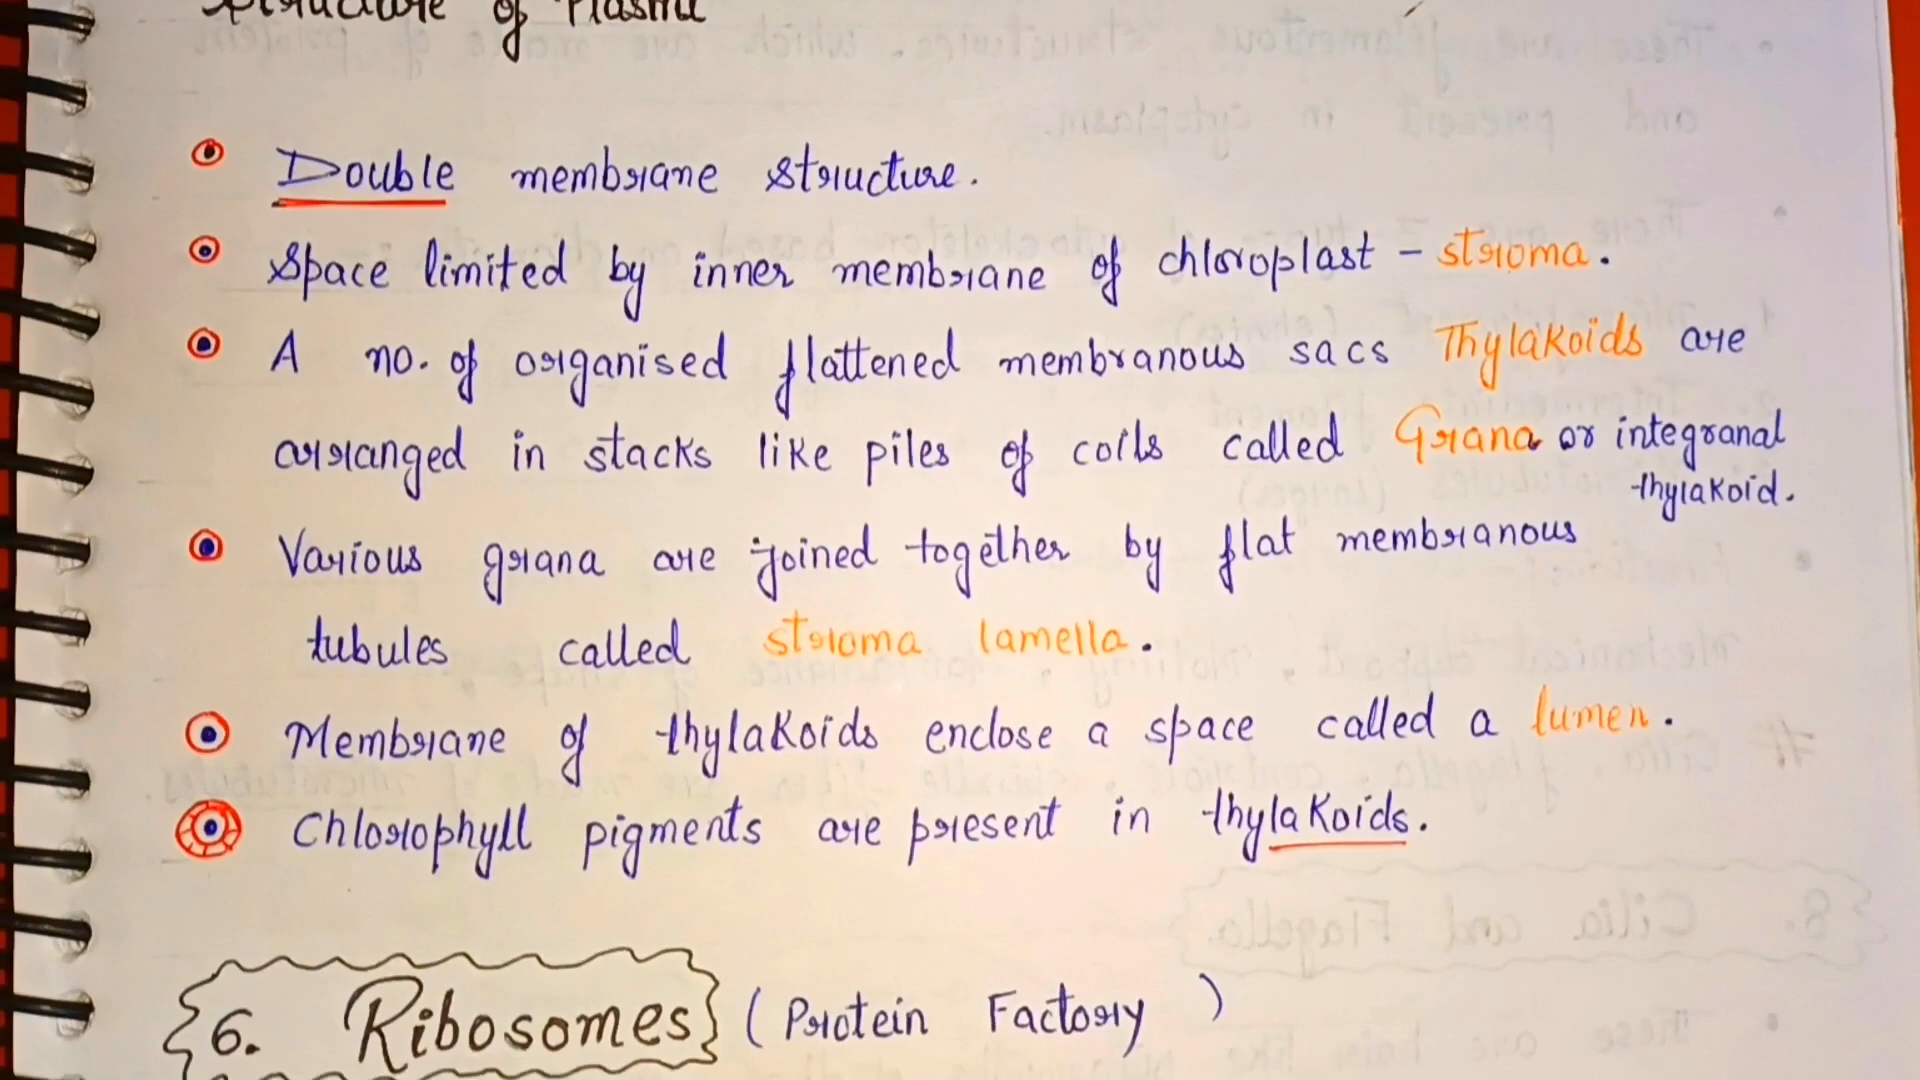 Structure of Plasma
Double membrane structure.
Space limited by inner membrane of chloroplast - stroma.
A no. of organised flattened membranous sacs Thylakoids are
arranged in stacks like piles of coils called Grana or integranal
thylakoid.
Various grana are joined together by flat membranous
tubules called stroma lamella.
Membrane of thylakoids enclose a space called a lumen.
Chlorophyll pigments are present in thylakoids.
6. Ribosomes (Protein Factory)